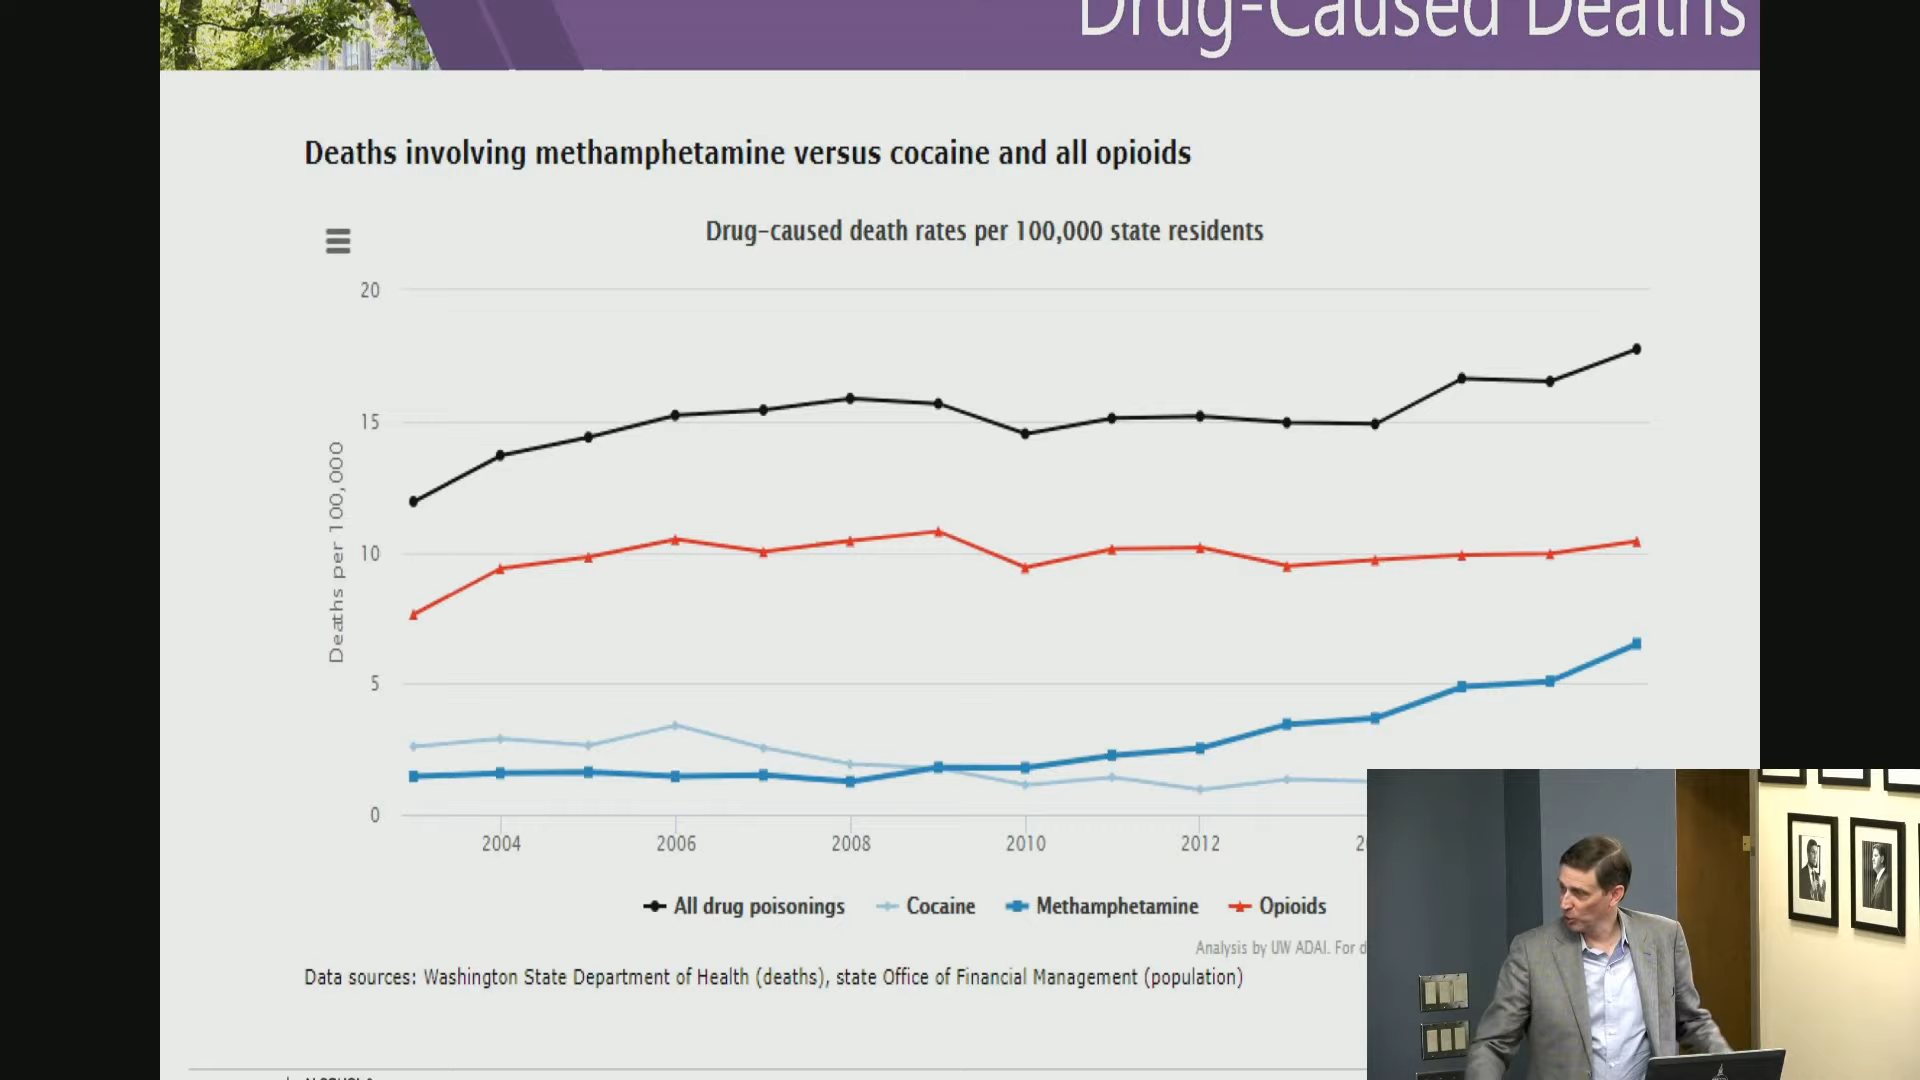 Drug-Caused Deaths
Deaths involving methamphetamine versus cocaine and all opioids
Drug-caused death rates per 100,000 state residents
20
15
10
5
0
Deaths per 100,000
2004
2006
2008
2010
2012
All drug poisonings
Cocaine
Methamphetamine
Opioids
Analysis by UW ADAI. For d
Data sources: Washington State Department of Health (deaths), state Office of Financial Management (population)